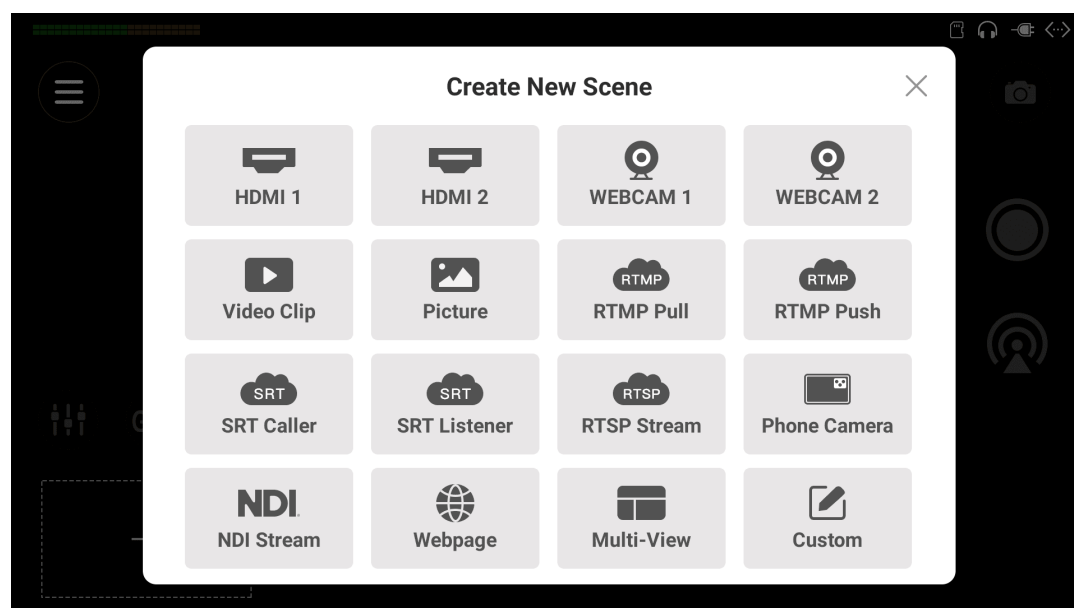 Create New Scene
HDMI 1
HDMI 2
WEBCAM 1
WEBCAM 2
Video Clip
Picture
RTMP
RTMP Pull
RTMP
RTMP Push
SRT
SRT Caller
SRT
SRT Listener
RTSP
RTSP Stream
Phone Camera
NDI
NDI Stream
Webpage
Multi-View
Custom